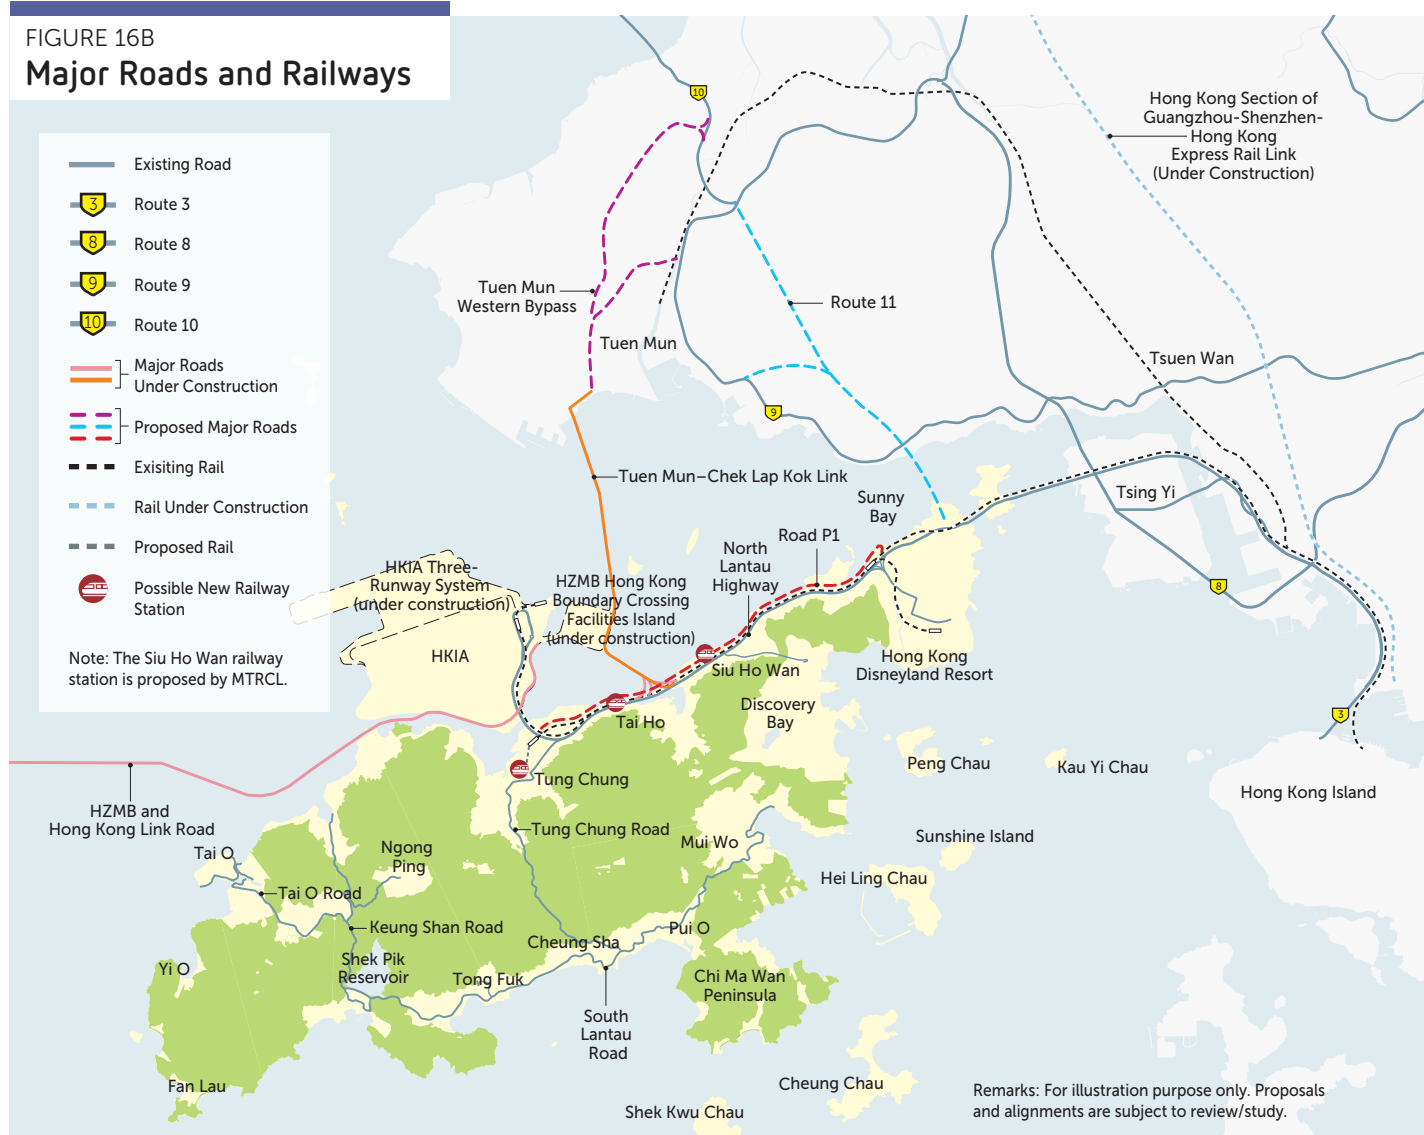 FIGURE 16B
Major Roads and Railways
Existing Road
3
Route 3
8
Route 8
9
Route 9
10
Route 10
Major Roads
Under Construction
Proposed Major Roads
Exisiting Rail
Rail Under Construction
Proposed Rail
Possible New Railway
Station
Note: The Siu Ho Wan railway
station is proposed by MTRCL.
10
Hong Kong Section of
Guangzhou-Shenzhen-
Hong Kong
Express Rail Link
(Under Construction)
Tuen Mun
Western Bypass
Route 11
Tuen Mun
Tsuen Wan
9
Tuen Mun–Chek Lap Kok Link
Sunny
Bay
Tsing Yi
Road P1
North
Lantau
Highway
8
HKIA Three-
Runway System
(under construction)
HZMB Hong Kong
Boundary Crossing
Facilities Island
(under construction)
HKIA
Siu Ho Wan
Hong Kong
Disneyland Resort
Tai Ho
Discovery
Bay
3
Peng Chau
Kau Yi Chau
Tung Chung
Hong Kong Island
HZMB and
Hong Kong Link Road
Tung Chung Road
Sunshine Island
Mui Wo
Tai O
Ngong
Ping
Hei Ling Chau
Tai O Road
Keung Shan Road
Pui O
Cheung Sha
Yi O
Shek Pik
Reservoir
Tong Fuk
Chi Ma Wan
Peninsula
South
Lantau
Road
Fan Lau
Cheung Chau
Shek Kwu Chau
Remarks: For illustration purpose only. Proposals
and alignments are subject to review/study.